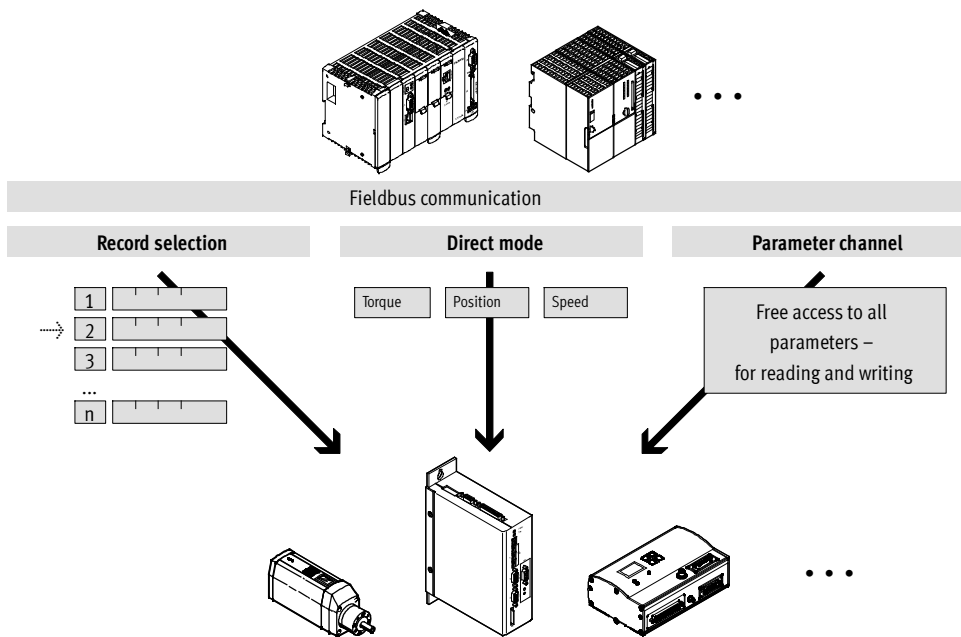 Fieldbus communication
Record selection
Direct mode
Parameter channel
1
2
3
...
n
Torque
Position
Speed
Free access to all
parameters –
for reading and writing